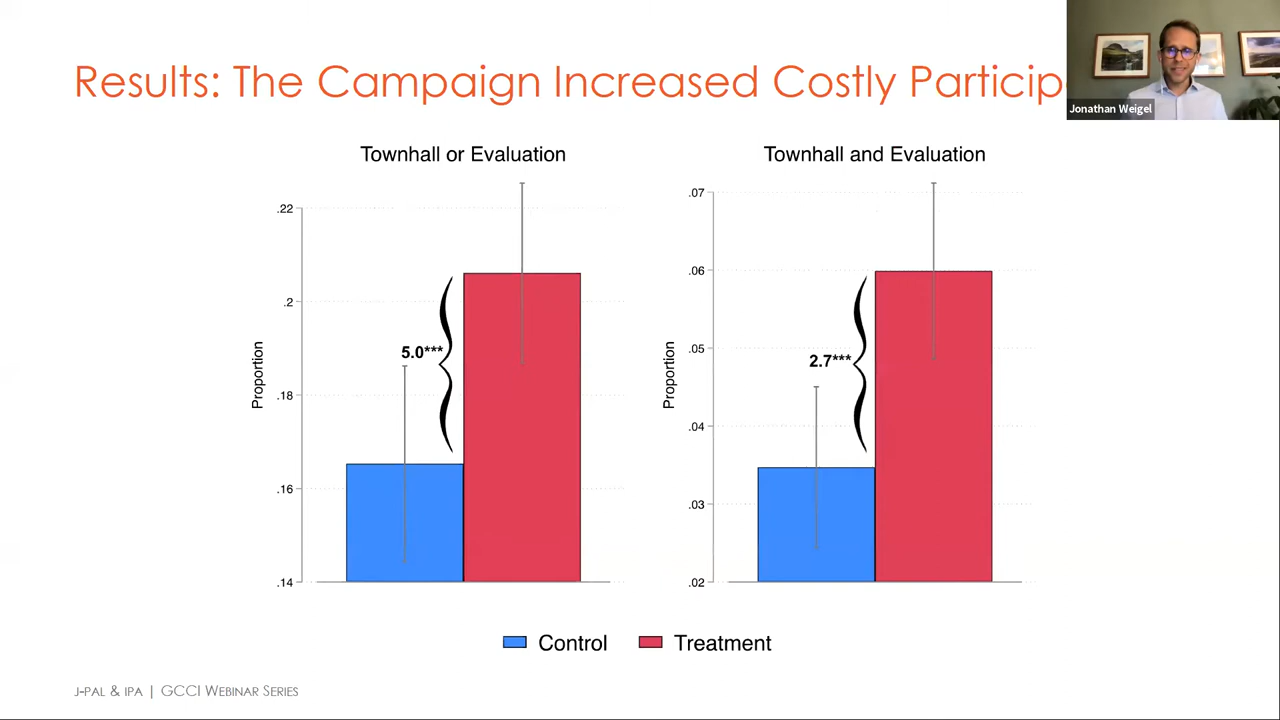 Results: The Campaign Increased Costly Particip
Jonathan Weigel
Townhall or Evaluation
Townhall and Evaluation
.22
.2
.18
.16
.14
Proportion
5.0***
.07
.06
.05
.04
.03
.02
Proportion
2.7***
Control
Treatment
J-PAL & IPA | GCCI WEBINAR SERIES